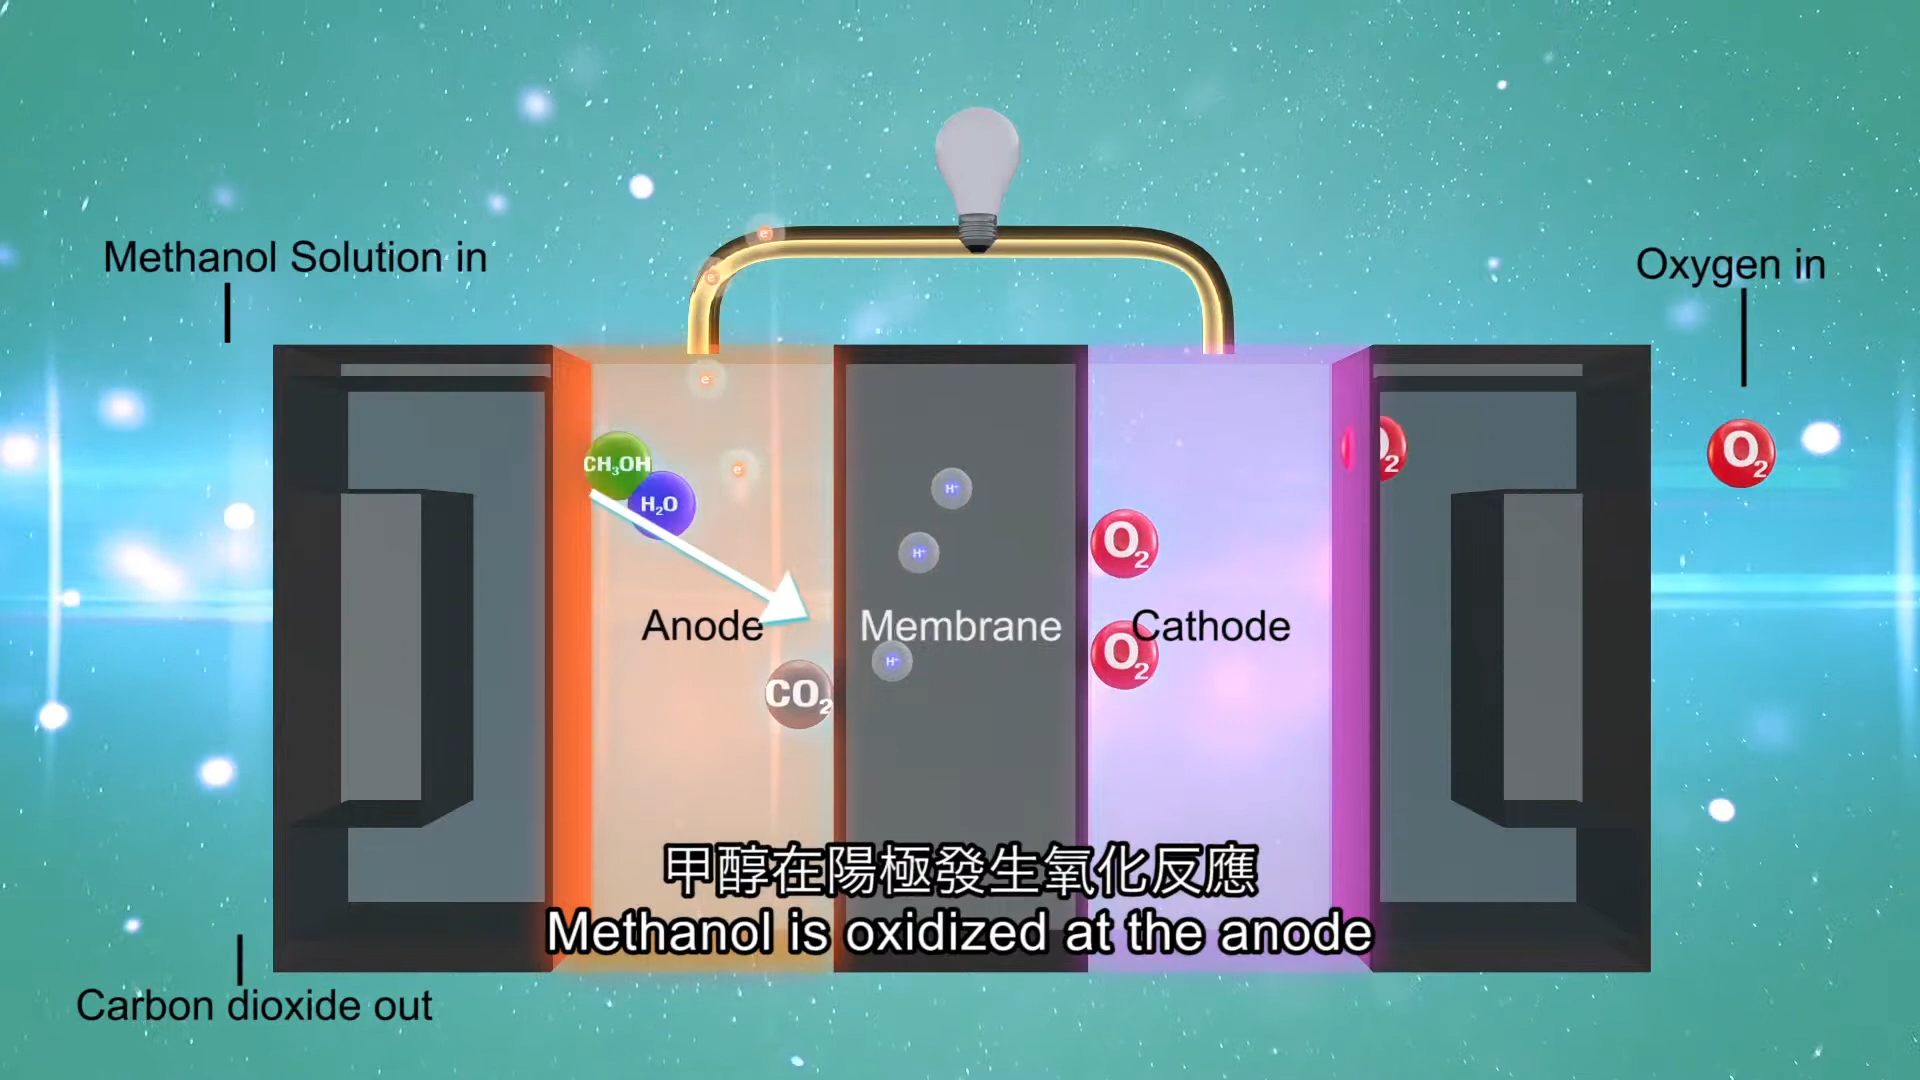 Methanol Solution in
Oxygen in
e⁻
e⁻
e⁻
e⁻
CH₃OH
H₂O
H⁺
H⁺
H⁺
O₂
O₂
O₂
O₂
Anode
Membrane
Cathode
CO₂
甲醇在陽極發生氧化反應
Methanol is oxidized at the anode
Carbon dioxide out